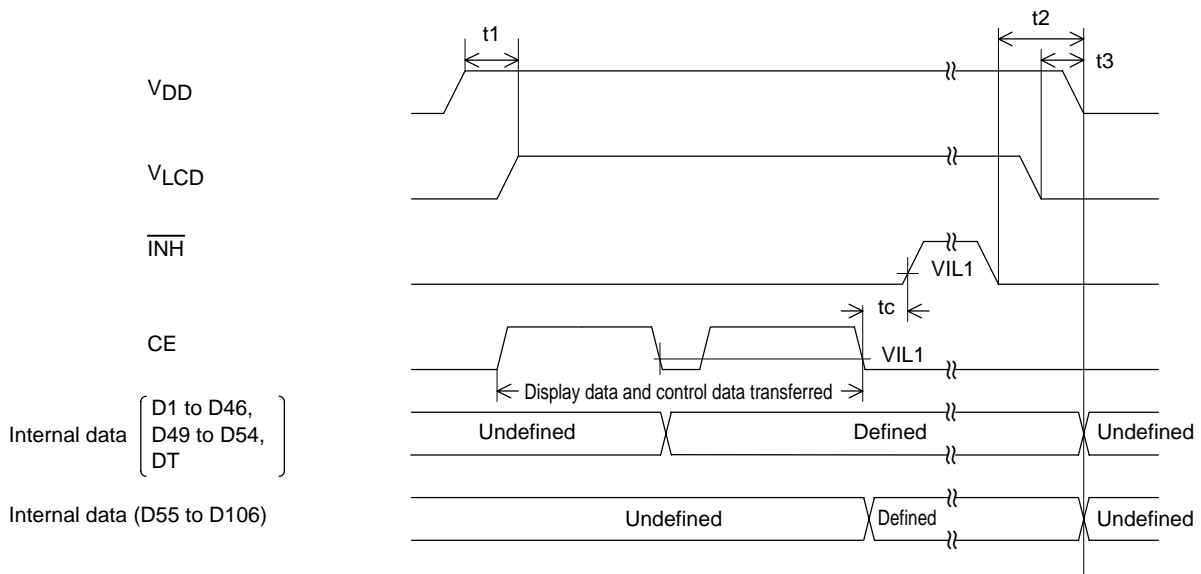 t1
t2
t3
VDD
VLCD
INH
VIL1
tc
CE
VIL1
Display data and control data transferred
Internal data
D1 to D46,
D49 to D54,
DT
Undefined
Defined
Undefined
Internal data (D55 to D106)
Undefined
Defined
Undefined